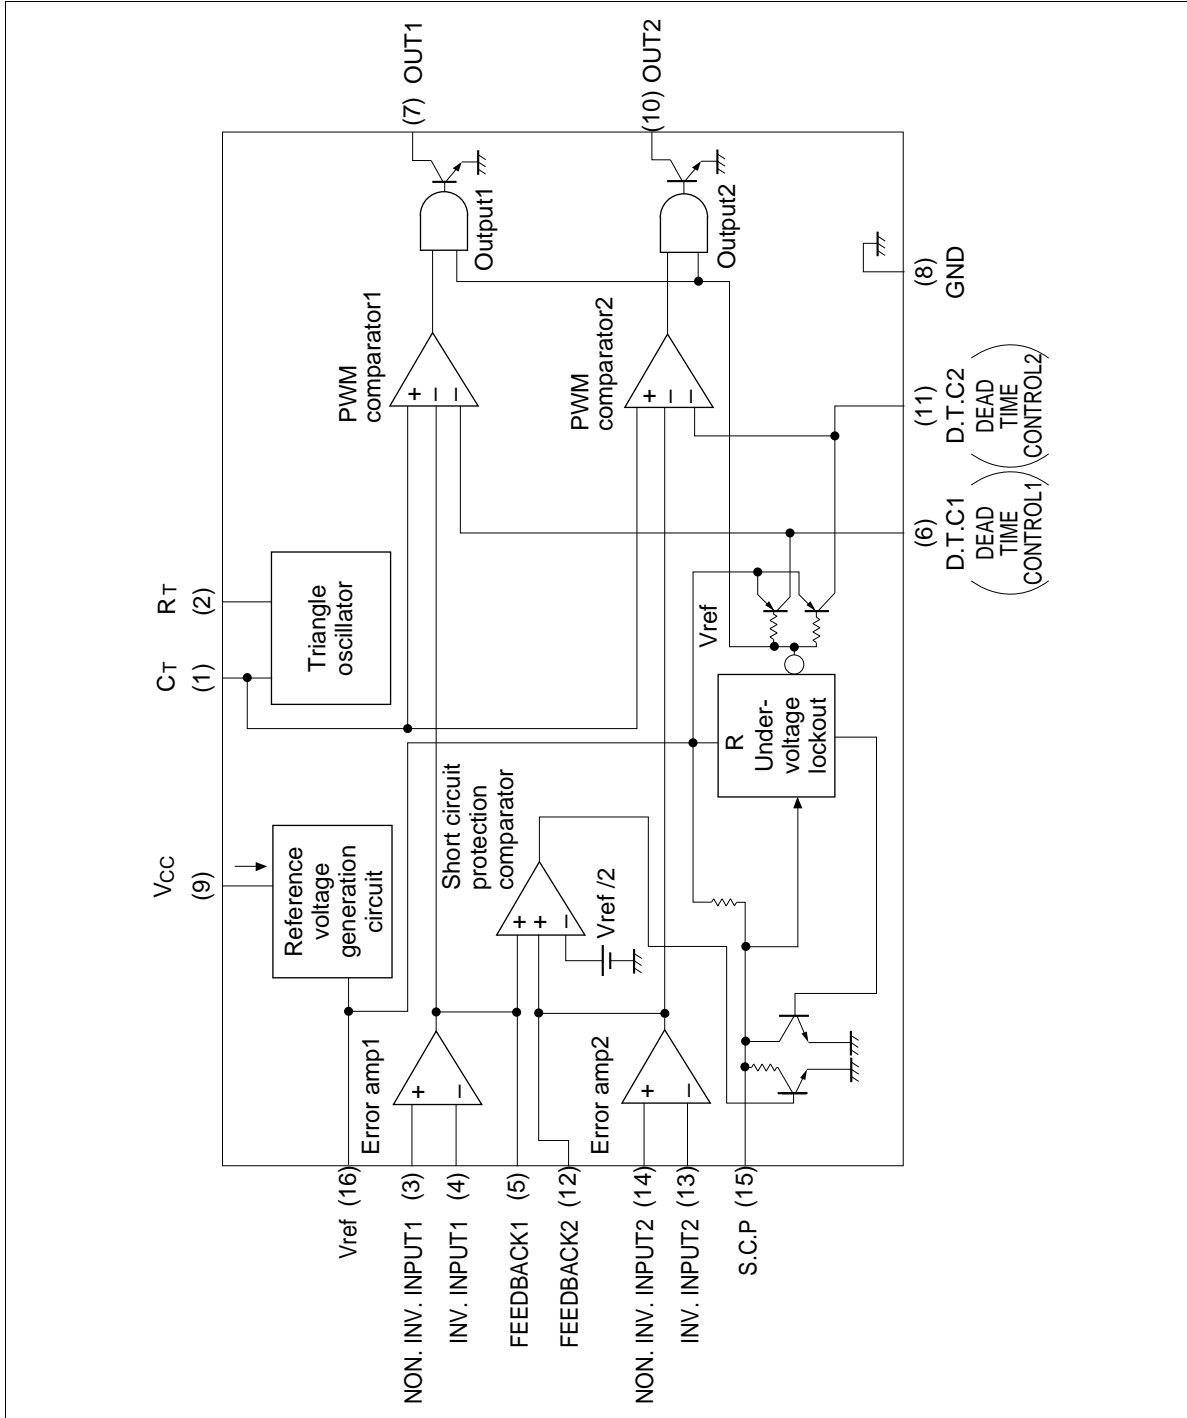 Vref (16)
NON. INV. INPUT1 (3)
INV. INPUT1 (4)
FEEDBACK1 (5)
FEEDBACK2 (12)
NON. INV. INPUT2 (14)
INV. INPUT2 (13)
S.C.P (15)
VCC
(9)
CT
(1)
RT
(2)
Reference
voltage
generation
circuit
Triangle
oscillator
Error amp1
+
−
Error amp2
+
−
Short circuit
protection
comparator
+
+
−
Vref /2
PWM
comparator1
+
−
−
PWM
comparator2
+
−
−
R
Under-
voltage
lockout
Vref
Output1
Output2
(7) OUT1
(10) OUT2
(6)
D.T.C1
DEAD
TIME
CONTROL1
(11)
D.T.C2
DEAD
TIME
CONTROL2
(8)
GND